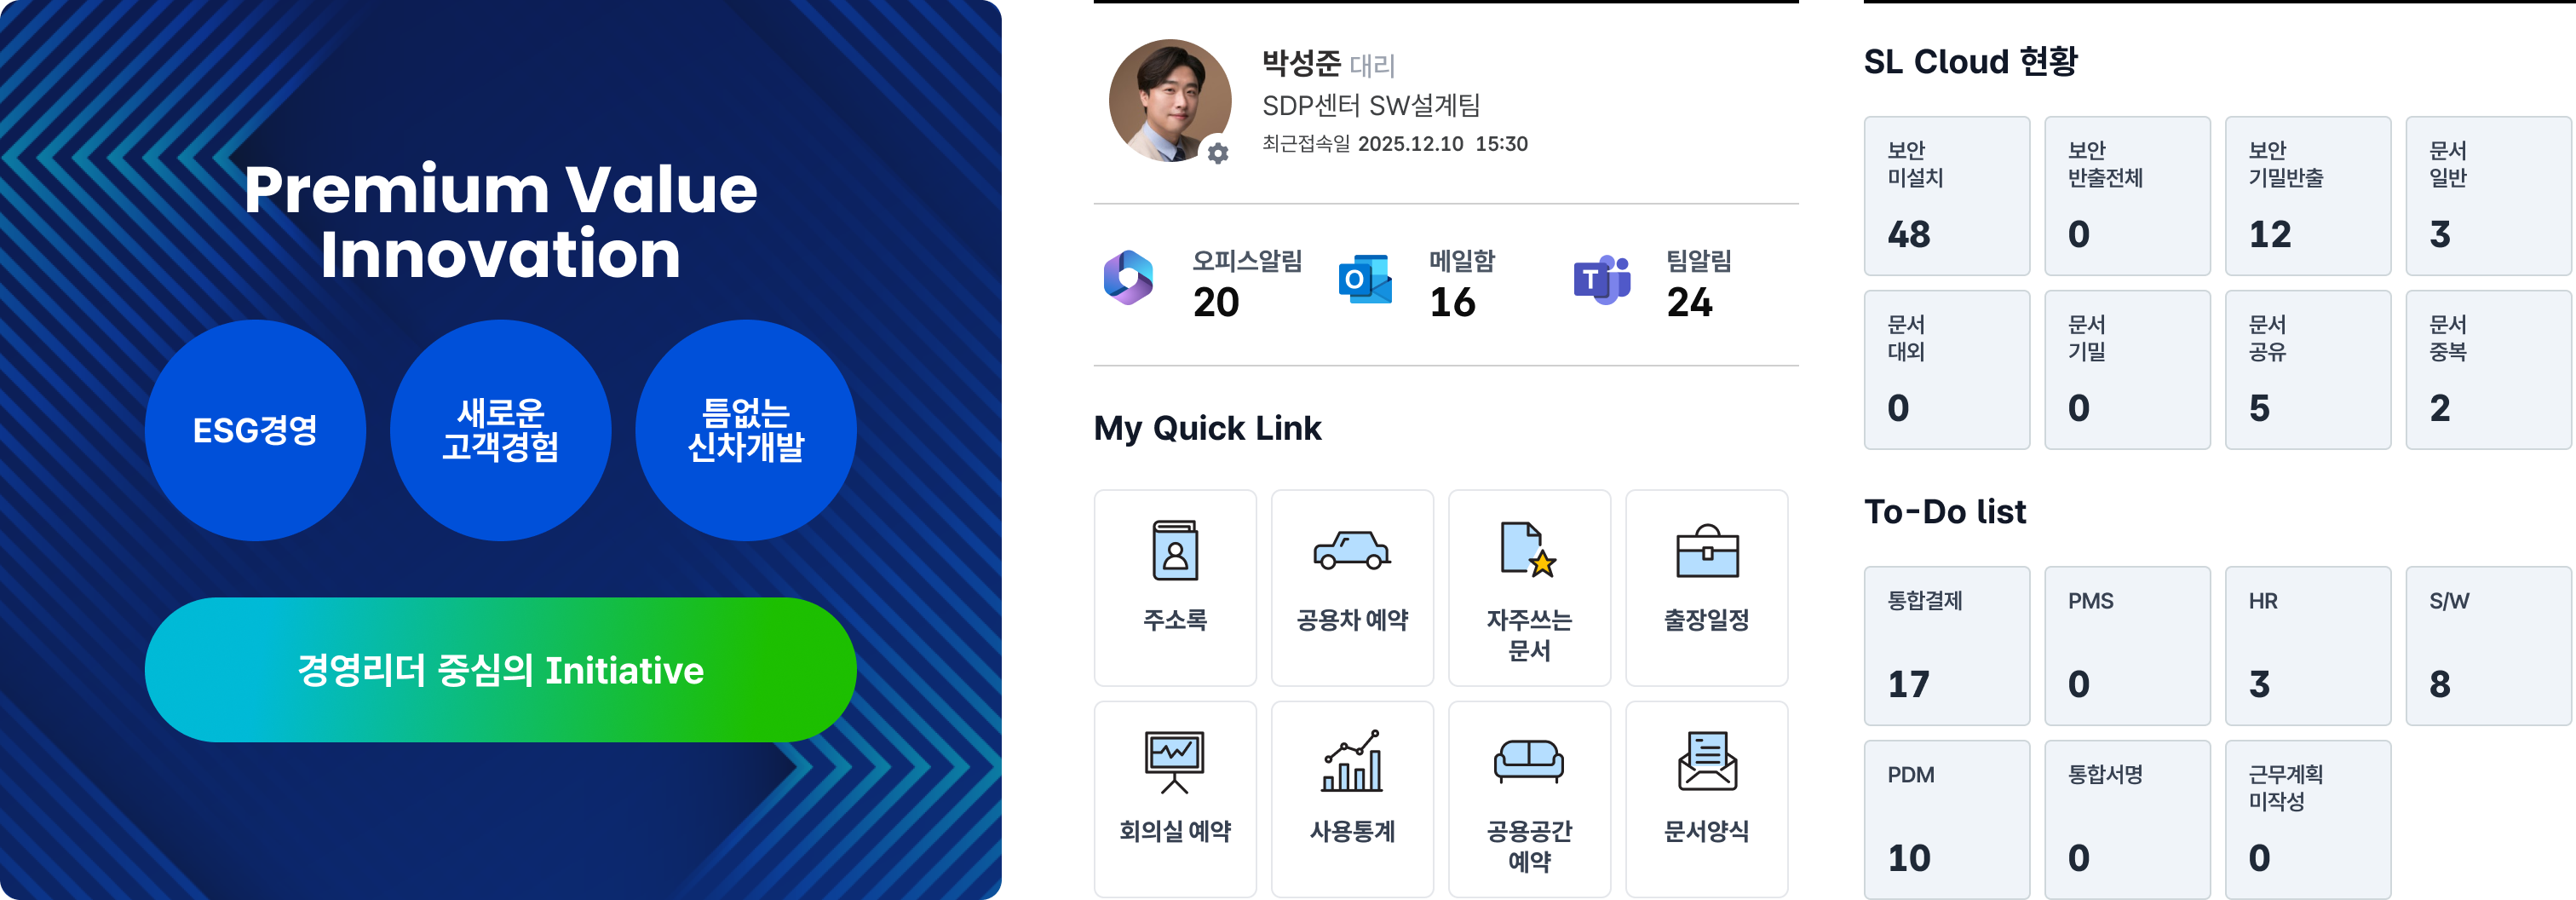 Premium Value
Innovation
ESG경영
새로운
고객경험
틈없는
신차개발
경영리더 중심의 Initiative
박성준 대리
SDP센터 SW설계팀
최근접속일 2025.12.10 15:30
오피스알림
20
O
메일함
16
T
팀알림
24
My Quick Link
주소록
공용차 예약
자주쓰는
문서
출장일정
회의실 예약
사용통계
공용공간
예약
문서양식
SL Cloud 현황
보안
미설치
48
보안
반출전체
0
보안
기밀반출
12
문서
일반
3
문서
대외
0
문서
기밀
0
문서
공유
5
문서
중복
2
To-Do list
통합결제
17
PMS
0
HR
3
S/W
8
PDM
10
통합서명
0
근무계획
미작성
0